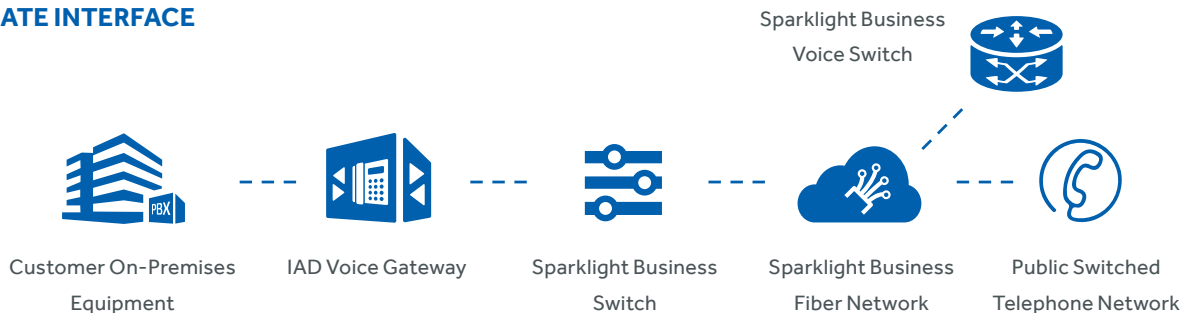 ATE INTERFACE
Sparklight Business
Voice Switch
PBX
Customer On-Premises
Equipment
IAD Voice Gateway
Sparklight Business
Switch
Sparklight Business
Fiber Network
Public Switched
Telephone Network